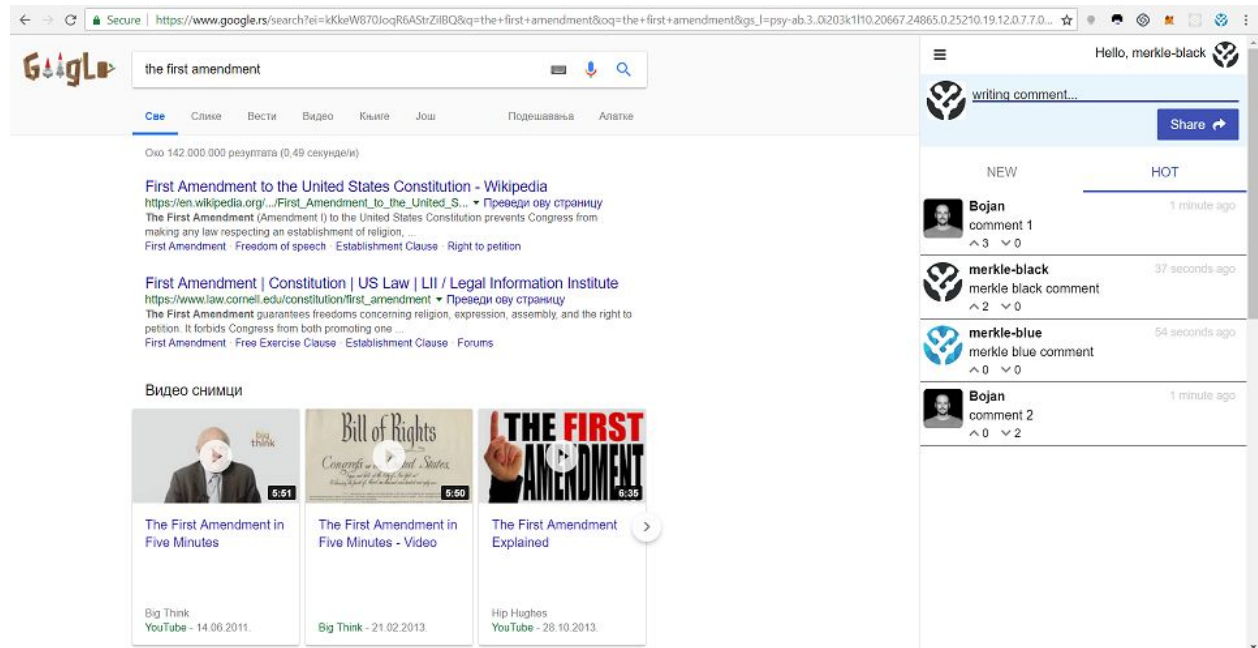 Secure | https://www.google.rs/search?ei=kKkeW870JoqR6AStrZiIBQ&q=the+first+amendment&oq=the+first+amendment&gs_l=psy-ab.3..0i203k1l10.20667.24865.0.25210.19.12.0.7.7.0...
the first amendment
Све Слике Вести Видео Књиге Још Подешавања Алатке
Око 142.000.000 резултата (0,49 секунде/и)
First Amendment to the United States Constitution - Wikipedia
https://en.wikipedia.org/.../First_Amendment_to_the_United_S... ▾ Преведи ову страницу
The First Amendment (Amendment I) to the United States Constitution prevents Congress from
making any law respecting an establishment of religion, ...
First Amendment · Freedom of speech · Establishment Clause · Right to petition
First Amendment | Constitution | US Law | LII / Legal Information Institute
https://www.law.cornell.edu/constitution/first_amendment ▾ Преведи ову страницу
The First Amendment guarantees freedoms concerning religion, expression, assembly, and the right to
petition. It forbids Congress from both promoting one ...
First Amendment · Free Exercise Clause · Establishment Clause · Forums
Видео снимци
big
think
5:51
Bill of Rights
5:50
THE FIRST
AMENDMENT
6:35
The First Amendment in
Five Minutes
Big Think
YouTube - 14.06.2011.
The First Amendment in
Five Minutes - Video
Big Think - 21.02.2013.
The First Amendment
Explained
Hip Hughes
YouTube - 28.10.2013.
Hello, merkle-black
writing comment...
Share
NEW HOT
Bojan 1 minute ago
comment 1
3 0
merkle-black 37 seconds ago
merkle black comment
2 0
merkle-blue 54 seconds ago
merkle blue comment
0 0
Bojan 1 minute ago
comment 2
0 2